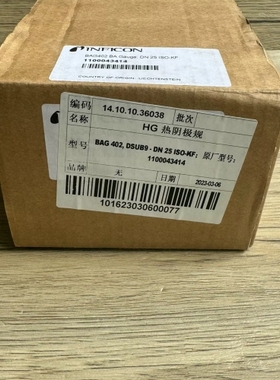 INFICON
BAG402 BA Gauge, DN 25 ISO-KF
1100043414
COUNTRY OF ORIGIN: LIECHTENSTEIN
编码 14.10.10.36038 批次
名称 HG 热阴极规
型号 BAG 402, DSUB9 - DN 25 ISO-KF; 原厂型号:
1100043414
品牌 无 日期 2023-03-06
101623030600077